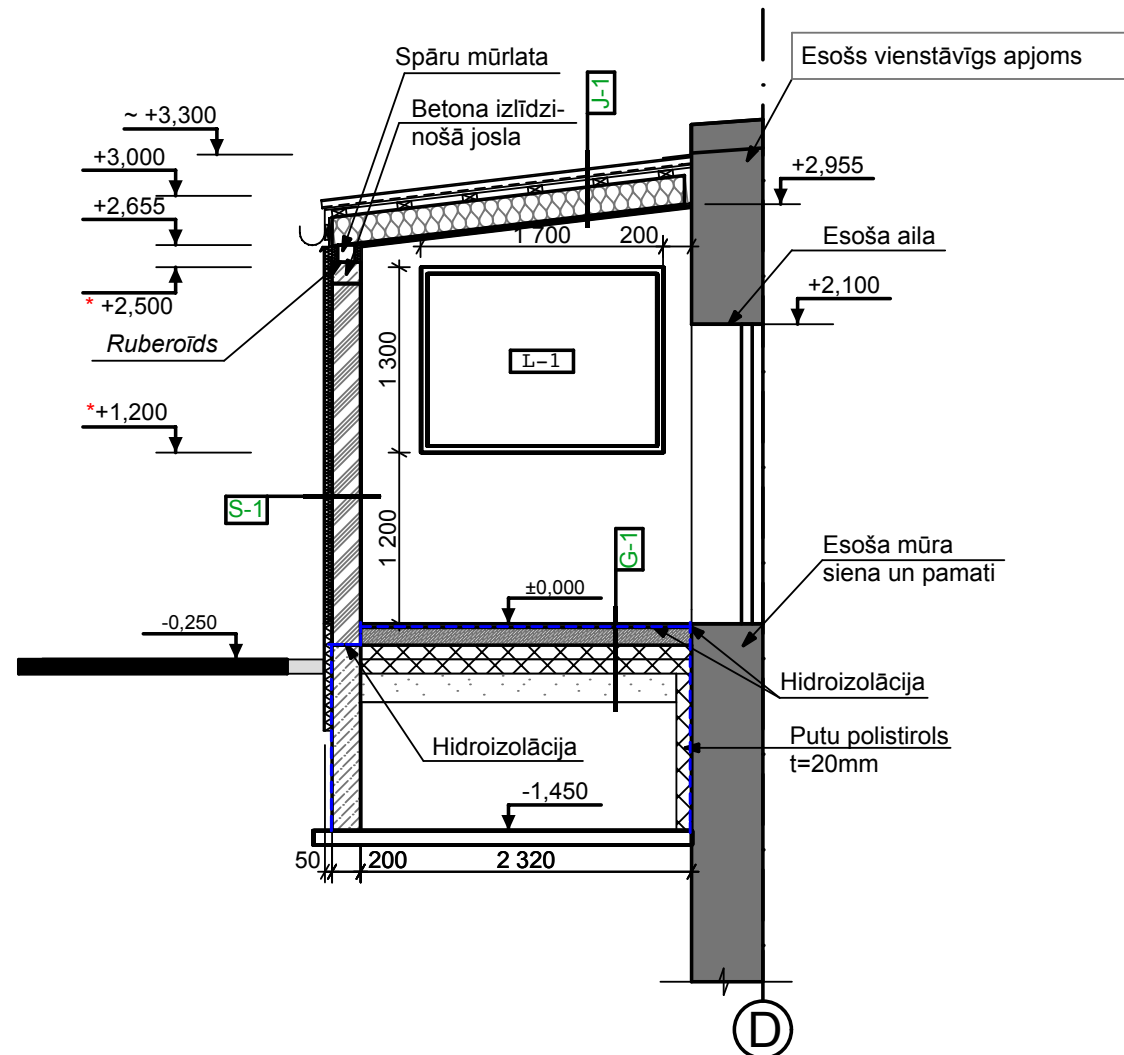 Spāru mūrlata
Esošs vienstāvīgs apjoms
J-1
Betona izlīdzi-
nošā josla
~ +3,300
+3,000
+2,955
+2,655
1 700
200
Esoša aila
* +2,500
+2,100
Ruberoīds
1 300
L-1
*+1,200
S-1
1 200
G-1
Esoša mūra
siena un pamati
±0,000
-0,250
Hidroizolācija
Hidroizolācija
Putu polistirols
t=20mm
-1,450
50
200
2 320
D